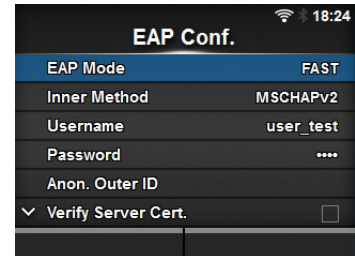 18:24
EAP Conf.
EAP Mode FAST
Inner Method MSCHAPv2
Username user_test
Password ••••
Anon. Outer ID
Verify Server Cert.